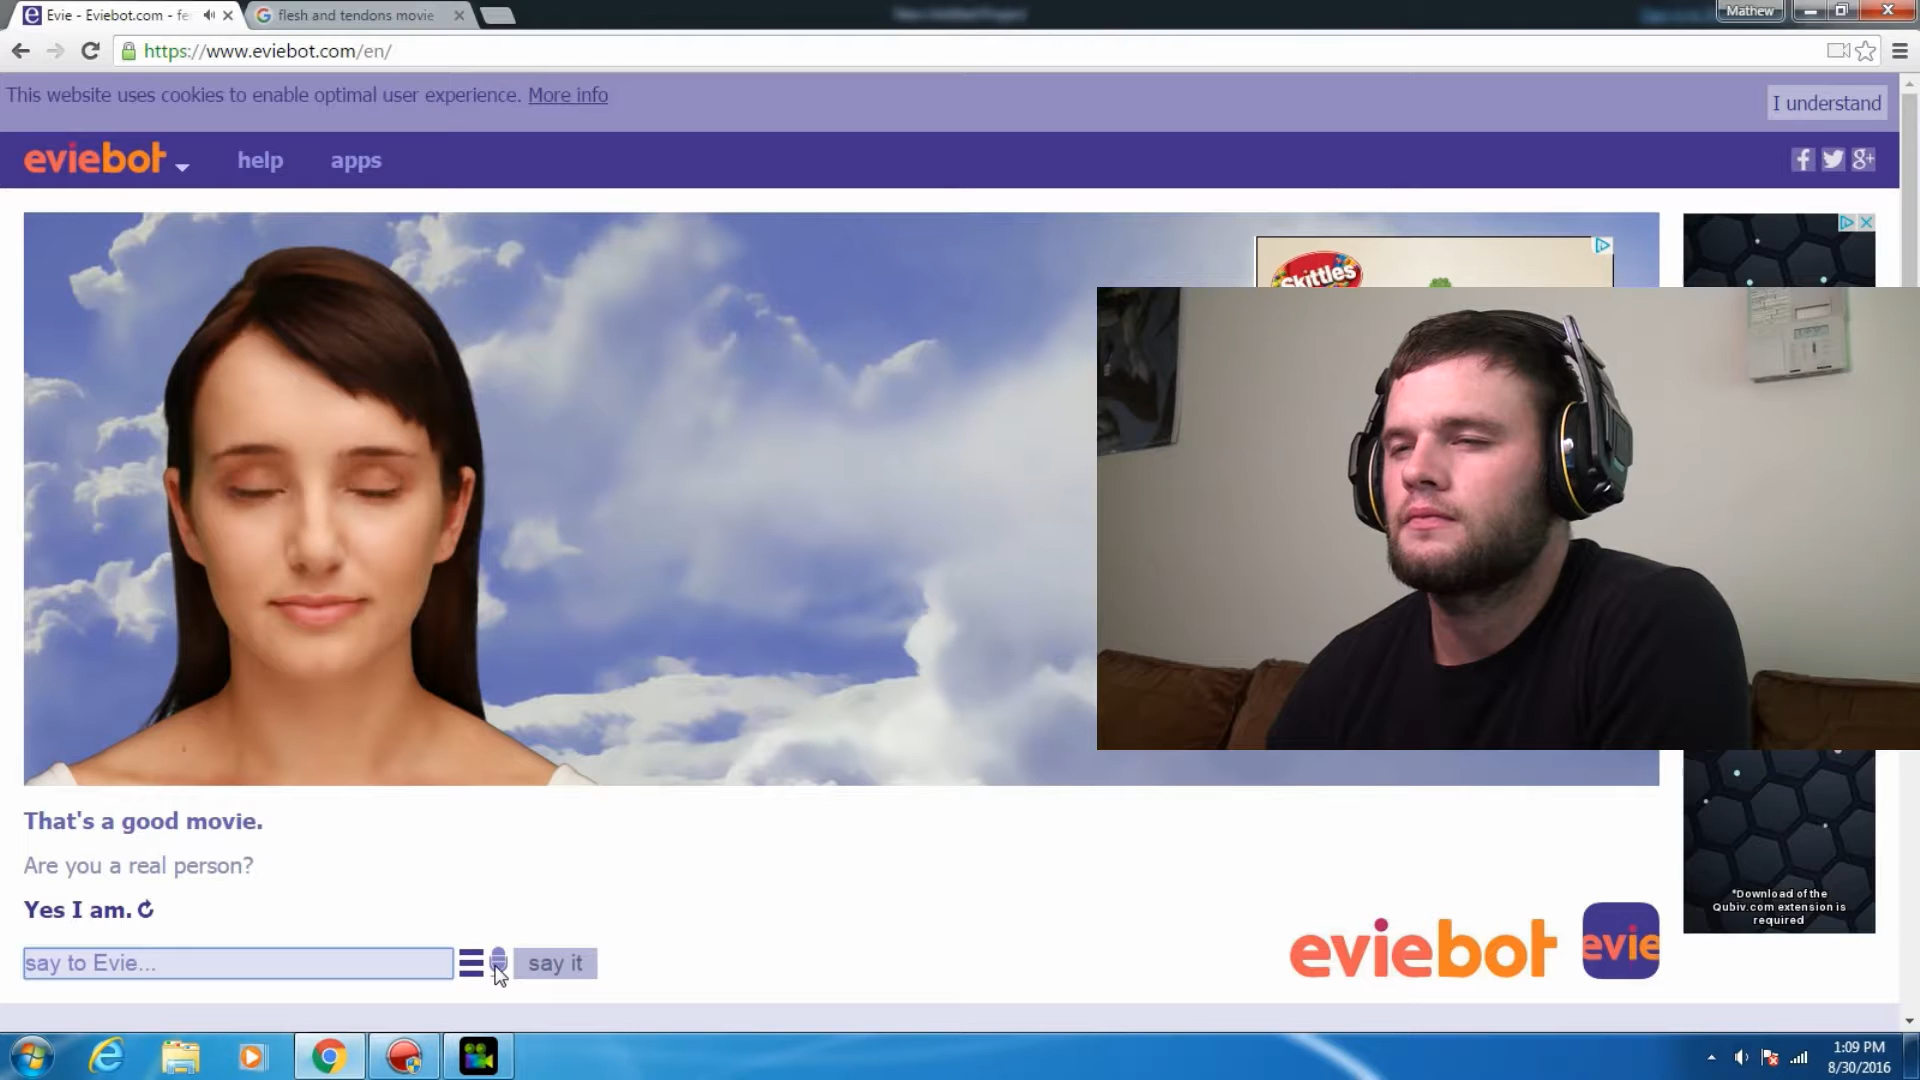 Evie - Eviebot.com - fe
flesh and tendons movie
Mathew
https://www.eviebot.com/en/
This website uses cookies to enable optimal user experience. More info
I understand
eviebot
help
apps
Skittles
That's a good movie.
Are you a real person?
Yes I am.
say to Evie...
say it
eviebot
evie
*Download of the
Qubiv.com extension is
required
1:09 PM
8/30/2016